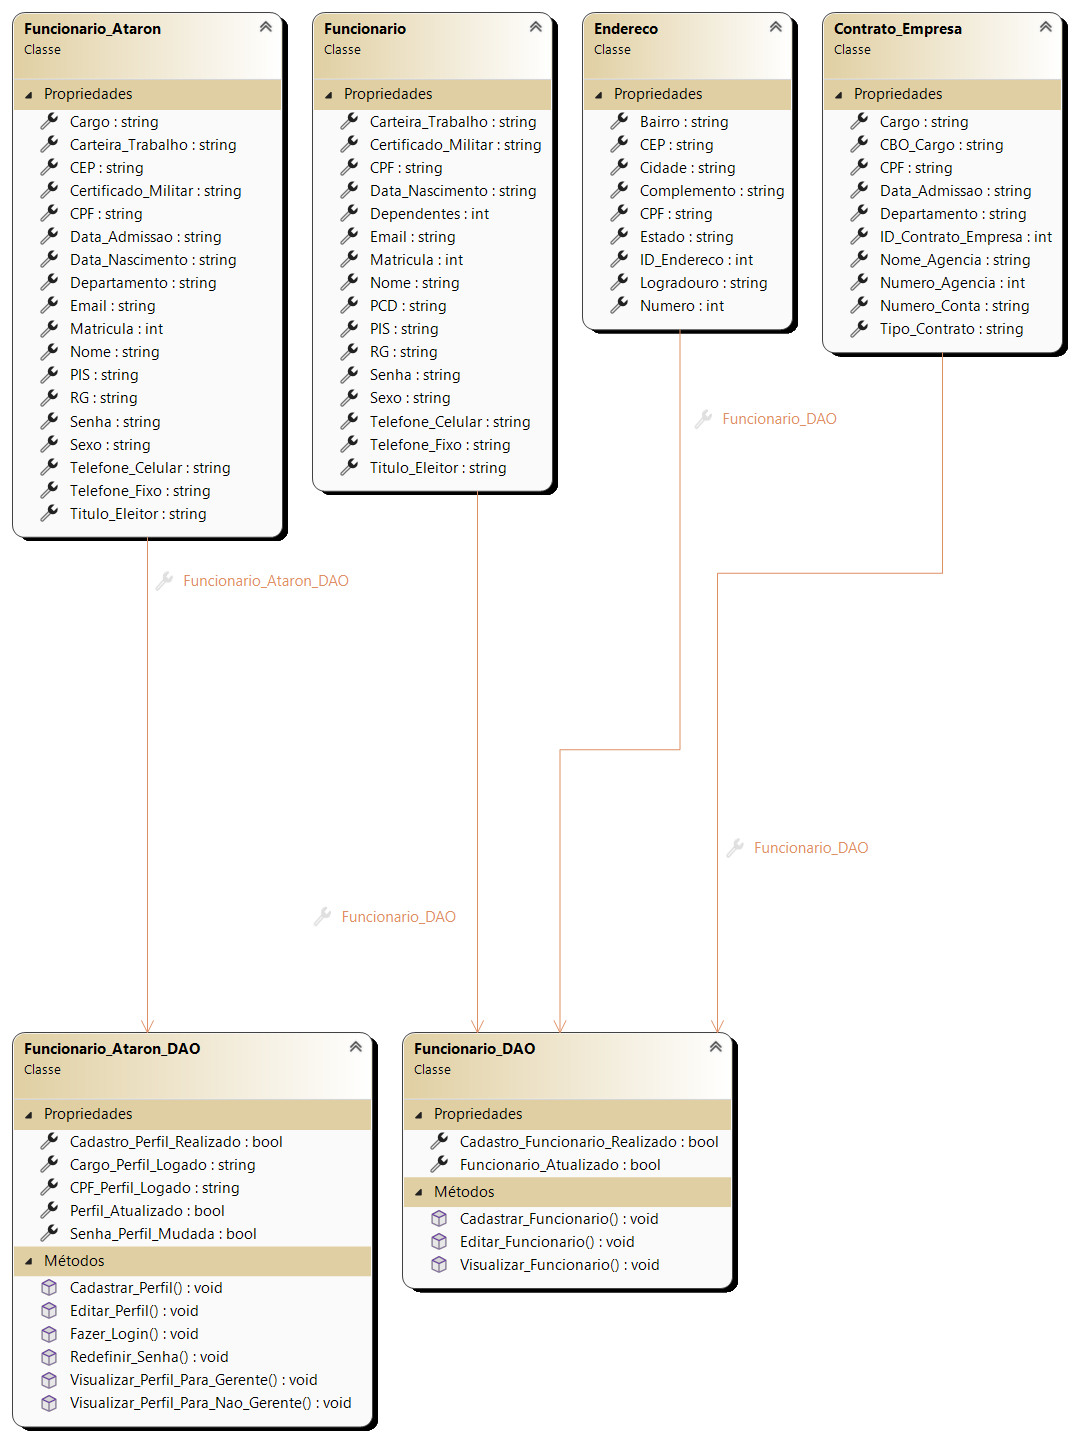 Funcionario_Ataron
Classe
Propriedades
Cargo : string
Carteira_Trabalho : string
CEP : string
Certificado_Militar : string
CPF : string
Data_Admissao : string
Data_Nascimento : string
Departamento : string
Email : string
Matricula : int
Nome : string
PIS : string
RG : string
Senha : string
Sexo : string
Telefone_Celular : string
Telefone_Fixo : string
Titulo_Eleitor : string
Funcionario
Classe
Propriedades
Carteira_Trabalho : string
Certificado_Militar : string
CPF : string
Data_Nascimento : string
Dependentes : int
Email : string
Matricula : int
Nome : string
PCD : string
PIS : string
RG : string
Senha : string
Sexo : string
Telefone_Celular : string
Telefone_Fixo : string
Titulo_Eleitor : string
Endereco
Classe
Propriedades
Bairro : string
CEP : string
Cidade : string
Complemento : string
CPF : string
Estado : string
ID_Endereco : int
Logradouro : string
Numero : int
Contrato_Empresa
Classe
Propriedades
Cargo : string
CBO_Cargo : string
CPF : string
Data_Admissao : string
Departamento : string
ID_Contrato_Empresa : int
Nome_Agencia : string
Numero_Agencia : int
Numero_Conta : string
Tipo_Contrato : string
Funcionario_DAO
Funcionario_Ataron_DAO
Funcionario_DAO
Funcionario_DAO
Funcionario_Ataron_DAO
Classe
Propriedades
Cadastro_Perfil_Realizado : bool
Cargo_Perfil_Logado : string
CPF_Perfil_Logado : string
Perfil_Atualizado : bool
Senha_Perfil_Mudada : bool
Métodos
Cadastrar_Perfil() : void
Editar_Perfil() : void
Fazer_Login() : void
Redefinir_Senha() : void
Visualizar_Perfil_Para_Gerente() : void
Visualizar_Perfil_Para_Nao_Gerente() : void
Funcionario_DAO
Classe
Propriedades
Cadastro_Funcionario_Realizado : bool
Funcionario_Atualizado : bool
Métodos
Cadastrar_Funcionario() : void
Editar_Funcionario() : void
Visualizar_Funcionario() : void